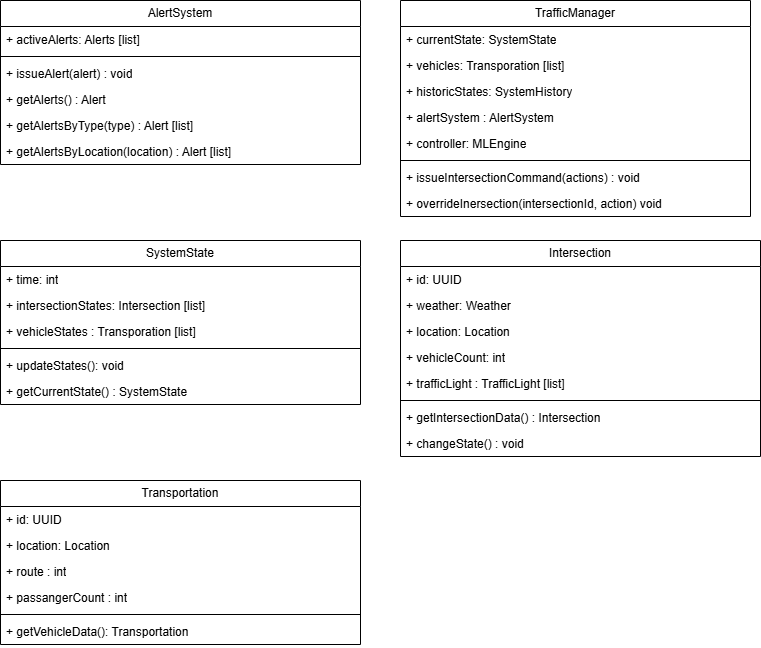 AlertSystem
+ activeAlerts: Alerts [list]
+ issueAlert(alert) : void
+ getAlerts() : Alert
+ getAlertsByType(type) : Alert [list]
+ getAlertsByLocation(location) : Alert [list]
TrafficManager
+ currentState: SystemState
+ vehicles: Transporation [list]
+ historicStates: SystemHistory
+ alertSystem : AlertSystem
+ controller: MLEngine
+ issueIntersectionCommand(actions) : void
+ overrideInersection(intersectionId, action) void
SystemState
+ time: int
+ intersectionStates: Intersection [list]
+ vehicleStates : Transporation [list]
+ updateStates(): void
+ getCurrentState() : SystemState
Intersection
+ id: UUID
+ weather: Weather
+ location: Location
+ vehicleCount: int
+ trafficLight : TrafficLight [list]
+ getIntersectionData() : Intersection
+ changeState() : void
Transportation
+ id: UUID
+ location: Location
+ route : int
+ passangerCount : int
+ getVehicleData(): Transportation